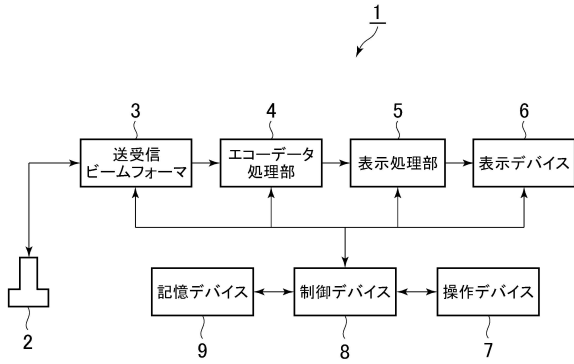 1
3
4
5
6
送受信
ビームフォーマ
エコーデータ
処理部
表示処理部
表示デバイス
記憶デバイス
制御デバイス
操作デバイス
2
9
8
7